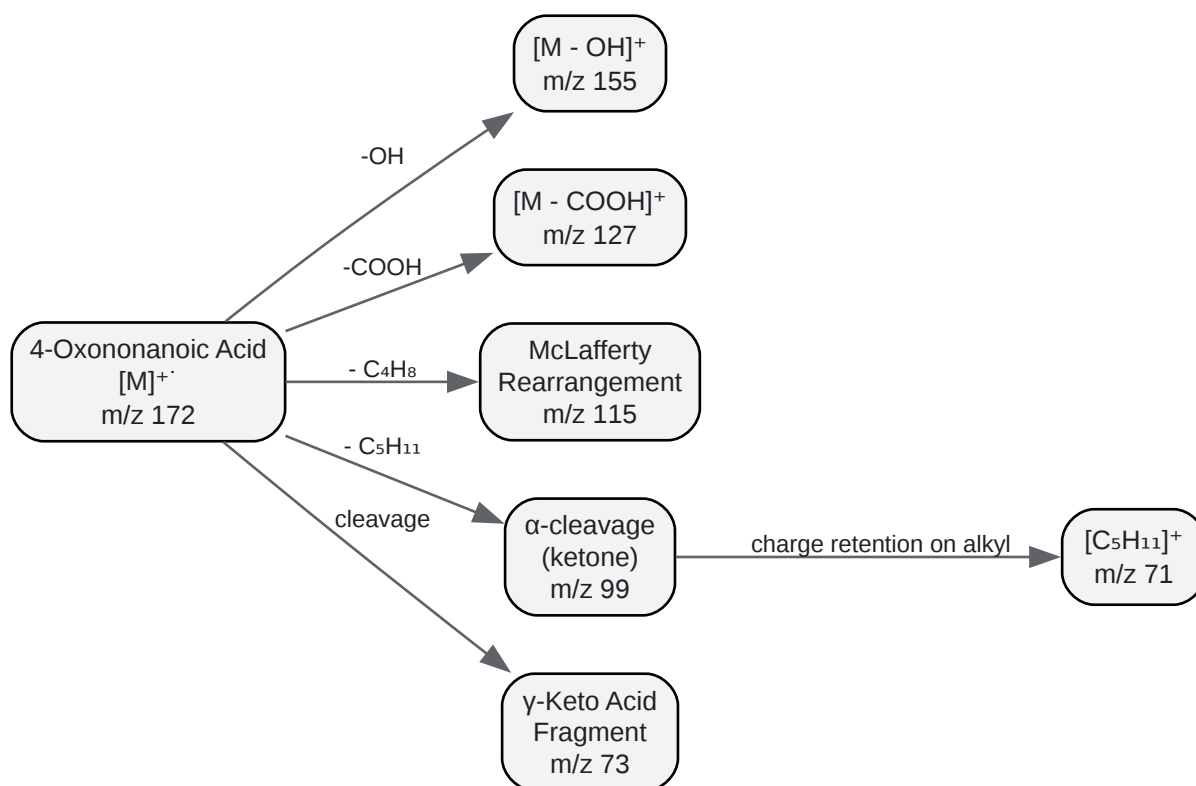 [M - OH]⁺
m/z 155
-OH
[M - COOH]⁺
m/z 127
-COOH
4-Oxononanoic Acid
[M]⁺˙
m/z 172
- C₄H₈
McLafferty
Rearrangement
m/z 115
- C₅H₁₁
α-cleavage
(ketone)
m/z 99
charge retention on alkyl
[C₅H₁₁]⁺
m/z 71
cleavage
γ-Keto Acid
Fragment
m/z 73